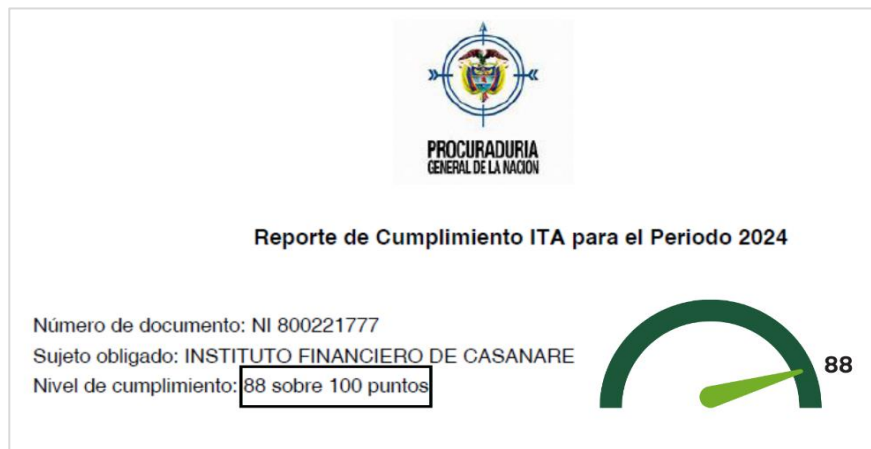 PROCURADURIA
GENERAL DE LA NACION
Reporte de Cumplimiento ITA para el Periodo 2024
Número de documento: NI 800221777
Sujeto obligado: INSTITUTO FINANCIERO DE CASANARE
Nivel de cumplimiento: 88 sobre 100 puntos
88